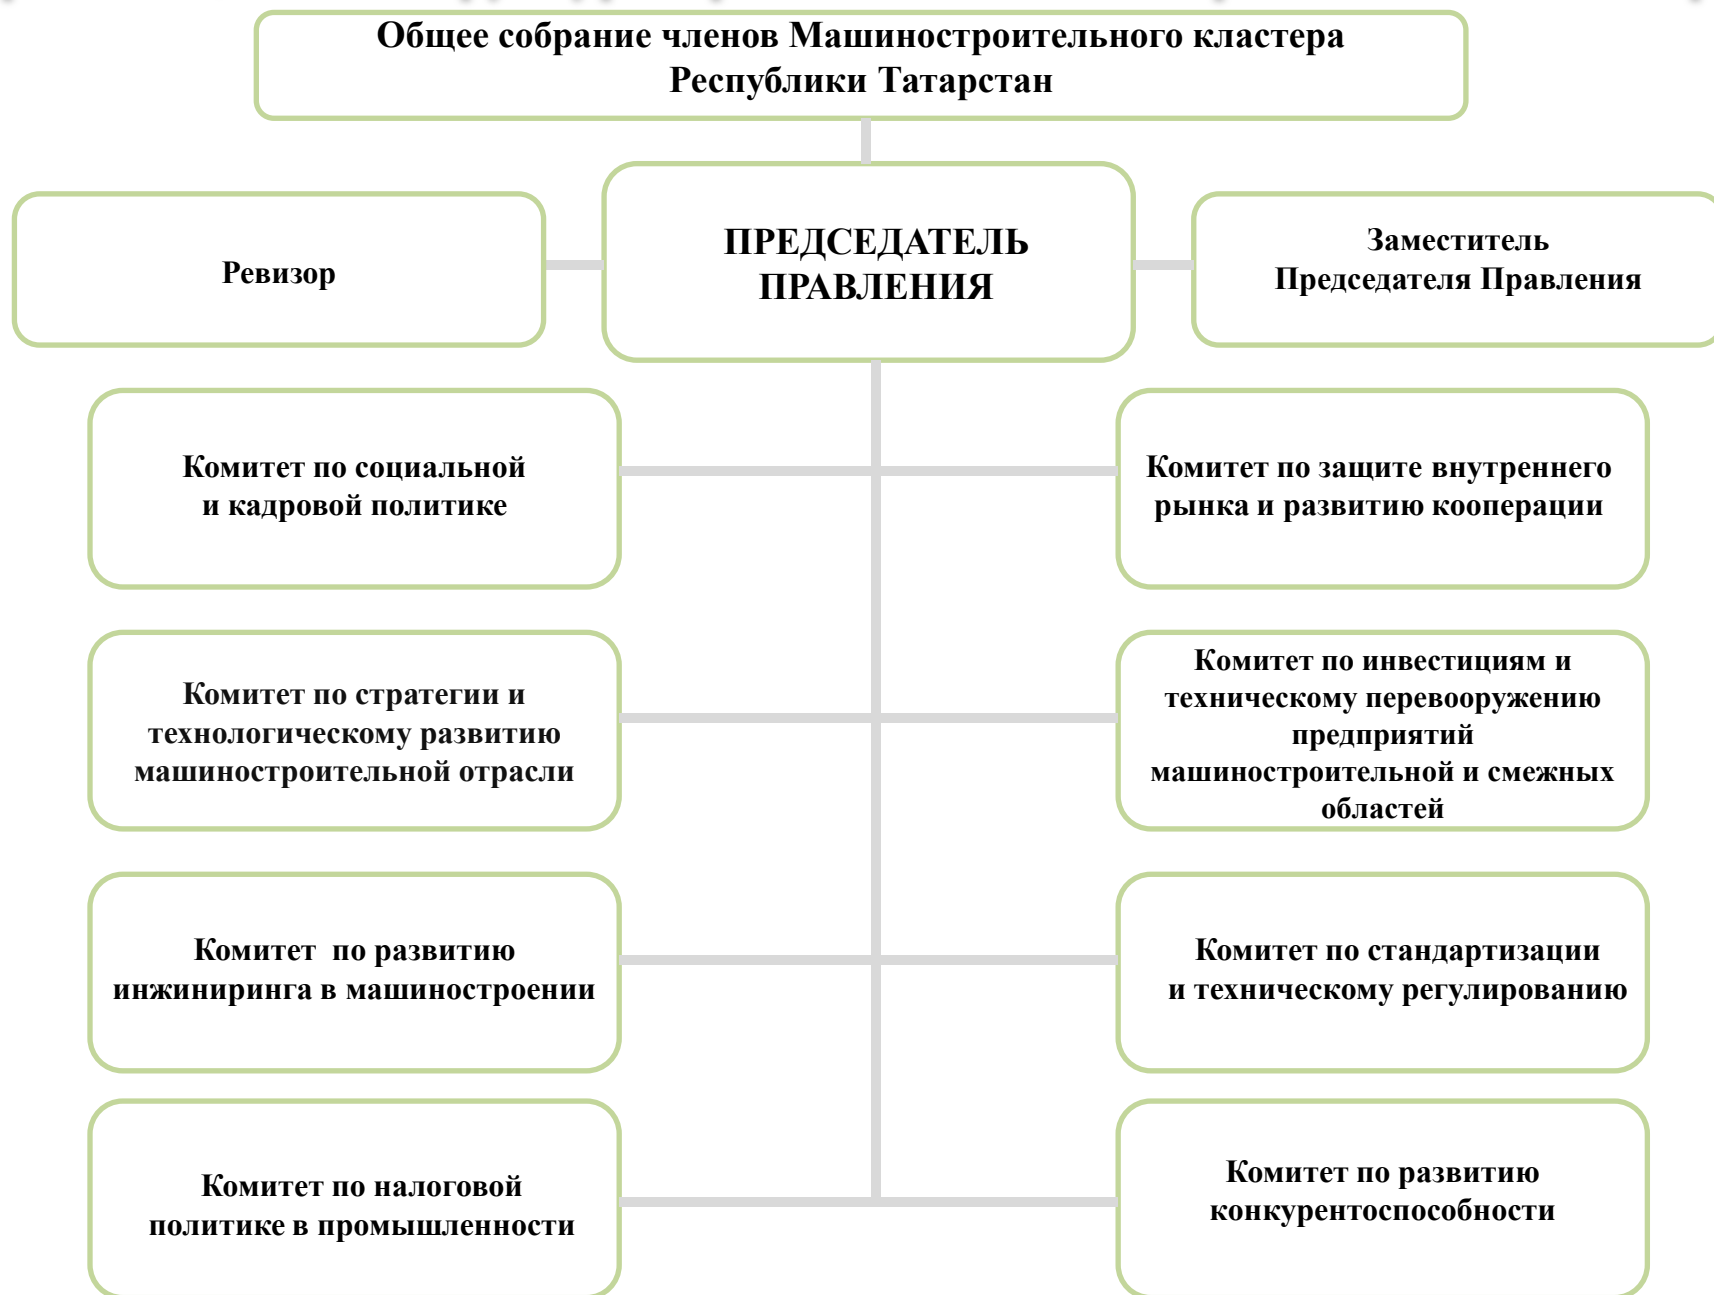 Общее собрание членов Машиностроительного кластера
Республики Татарстан
Ревизор
ПРЕДСЕДАТЕЛЬ
ПРАВЛЕНИЯ
Заместитель
Председателя Правления
Комитет по социальной
и кадровой политике
Комитет по защите внутреннего
рынка и развитию кооперации
Комитет по стратегии и
технологическому развитию
машиностроительной отрасли
Комитет по инвестициям и
техническому перевооружению
предприятий
машиностроительной и смежных
областей
Комитет по развитию
инжиниринга в машиностроении
Комитет по стандартизации
и техническому регулированию
Комитет по налоговой
политике в промышленности
Комитет по развитию
конкурентоспособности